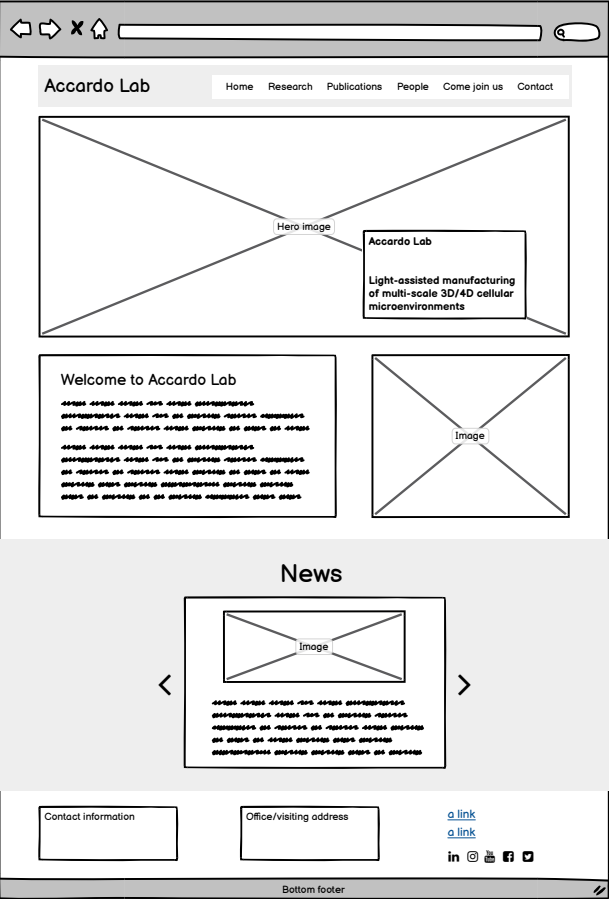 Accardo Lab
Home Research Publications People Come join us Contact
Hero image
Accardo Lab
Light-assisted manufacturing
of multi-scale 3D/4D cellular
microenvironments
Welcome to Accardo Lab
Image
News
Image
Contact information
Office/visiting address
a link
a link
Bottom footer